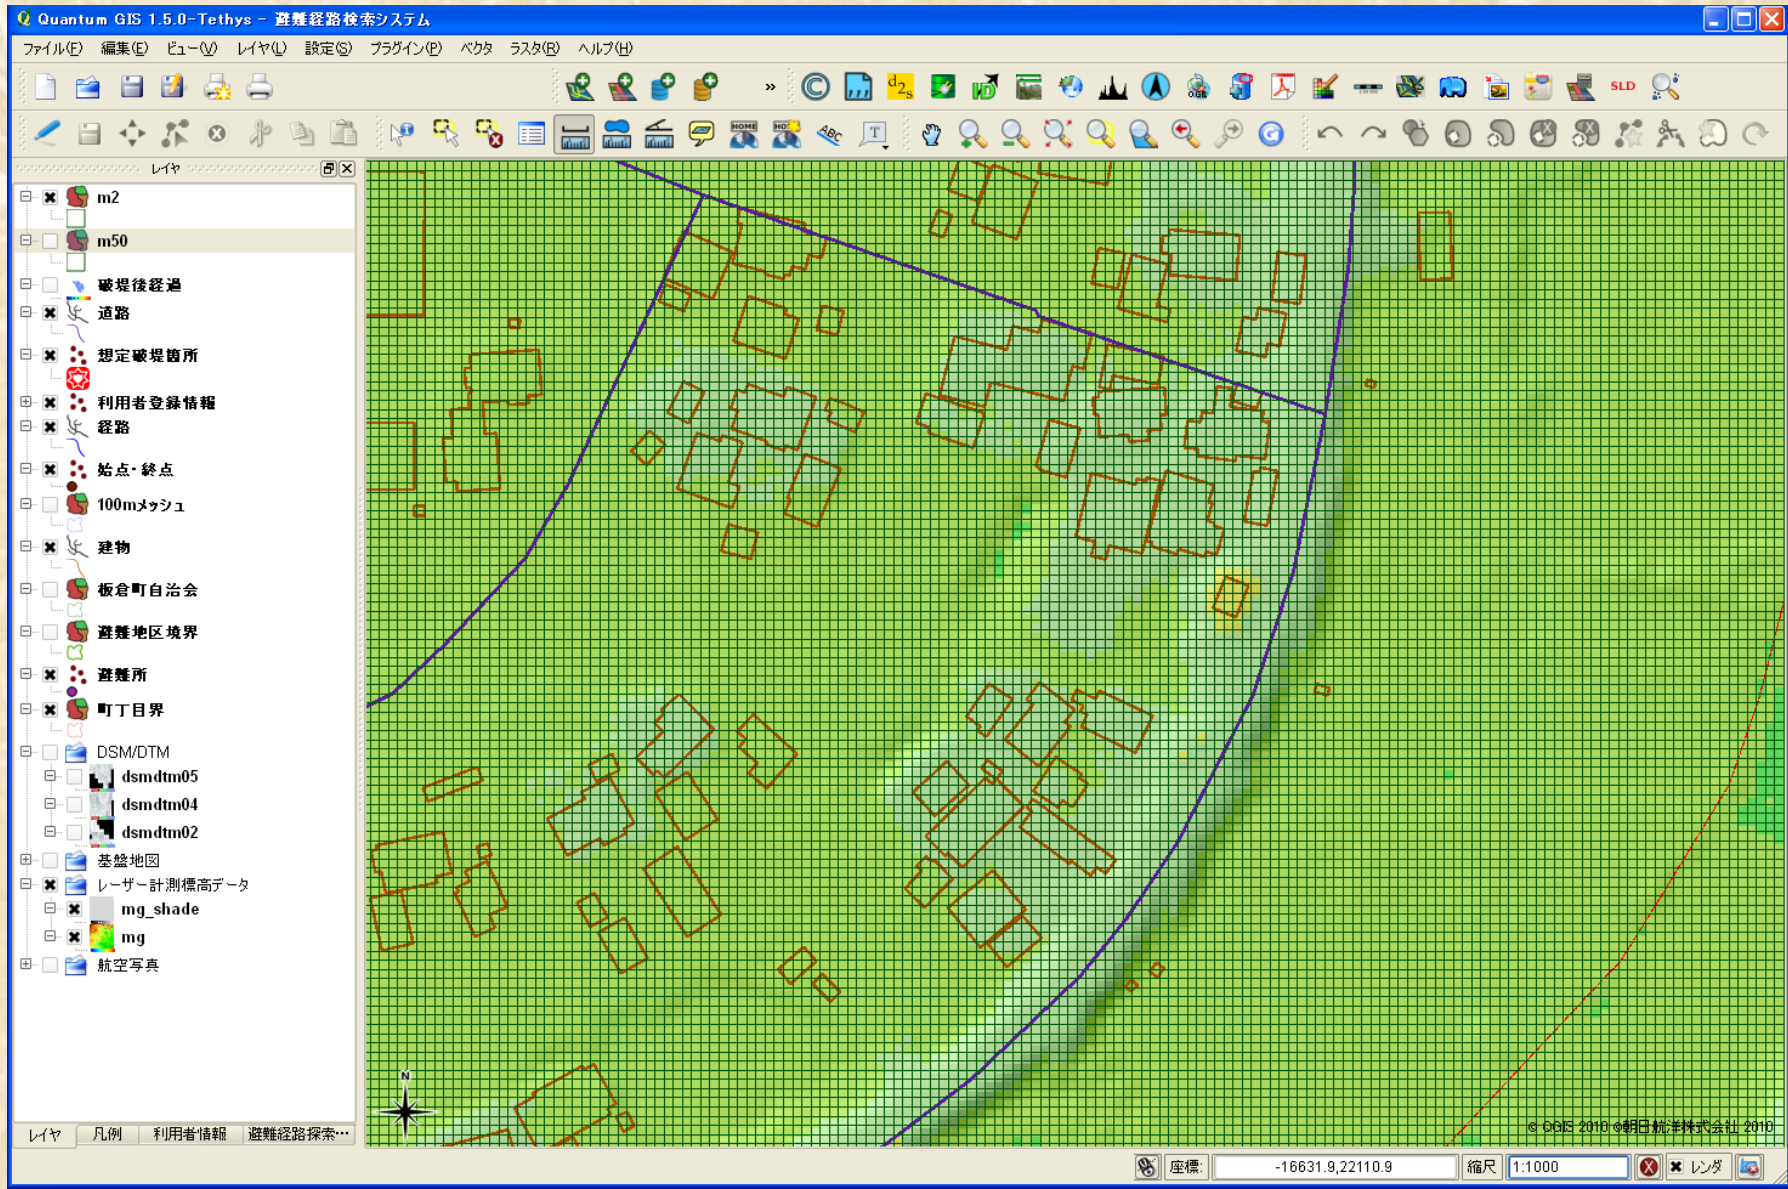 Quantum GIS 1.5.0-Tethys - 避難経路検索システム
ファイル(F) 編集(E) ビュー(V) レイヤ(L) 設定(S) プラグイン(P) ベクタ ラスタ(R) ヘルプ(H)
» SLD
HOME ABC T
レイヤ
m2
m50
破堤後経過
道路
想定破堤箇所
利用者登録情報
経路
始点・終点
100mメッシュ
建物
板倉町自治会
避難地区境界
避難所
町丁目界
DSM/DTM
dsmdtm05
dsmdtm04
dsmdtm02
基盤地図
レーザー計測標高データ
mg_shade
mg
航空写真
N
© QGIS 2010 ©朝日航洋株式会社 2010
レイヤ 凡例 利用者情報 避難経路探索…
座標: -16631.9,22110.9 縮尺 1:1000 レンダ